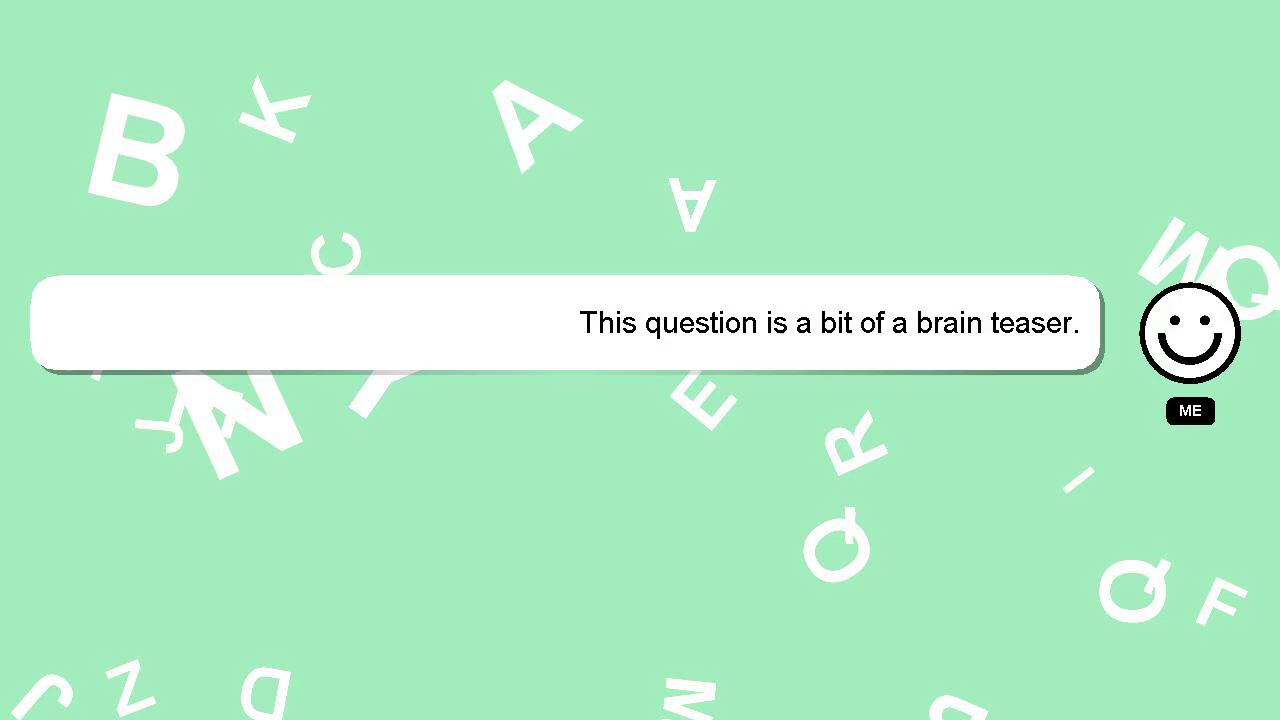 B
K
A
A
C
W
Q
This question is a bit of a brain teaser.
ME
J
A
N
Y
E
R
I
Q
Q
F
J
Z
D
M